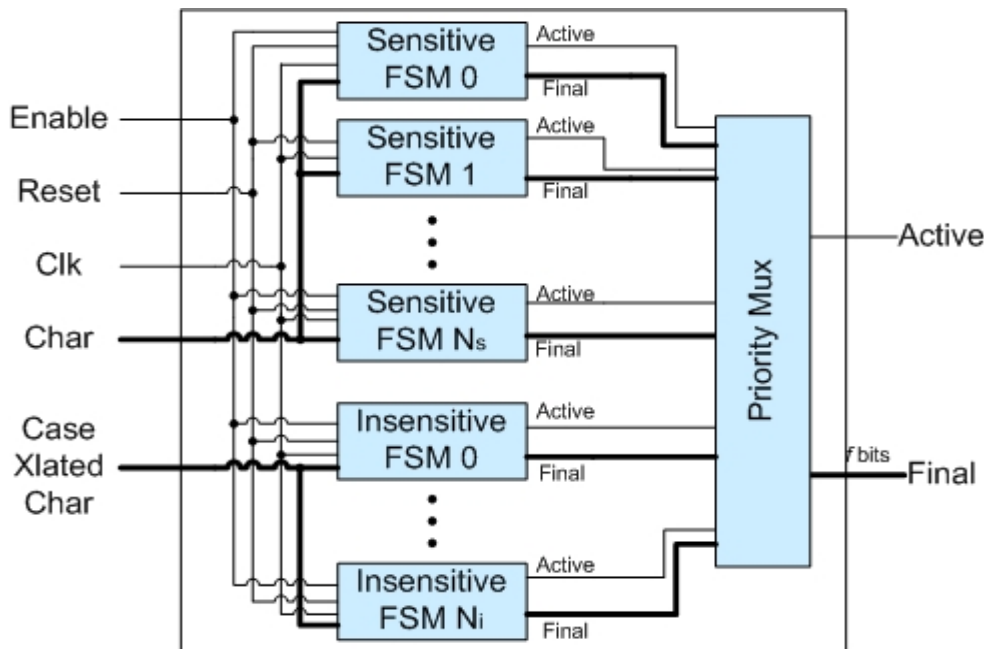 Enable
Reset
Clk
Char
Case
Xlated
Char
Sensitive
FSM 0
Active
Final
Sensitive
FSM 1
Active
Final
Sensitive
FSM Ns
Active
Final
Insensitive
FSM 0
Active
Final
Insensitive
FSM Ni
Active
Final
Priority Mux
Active
f bits
Final